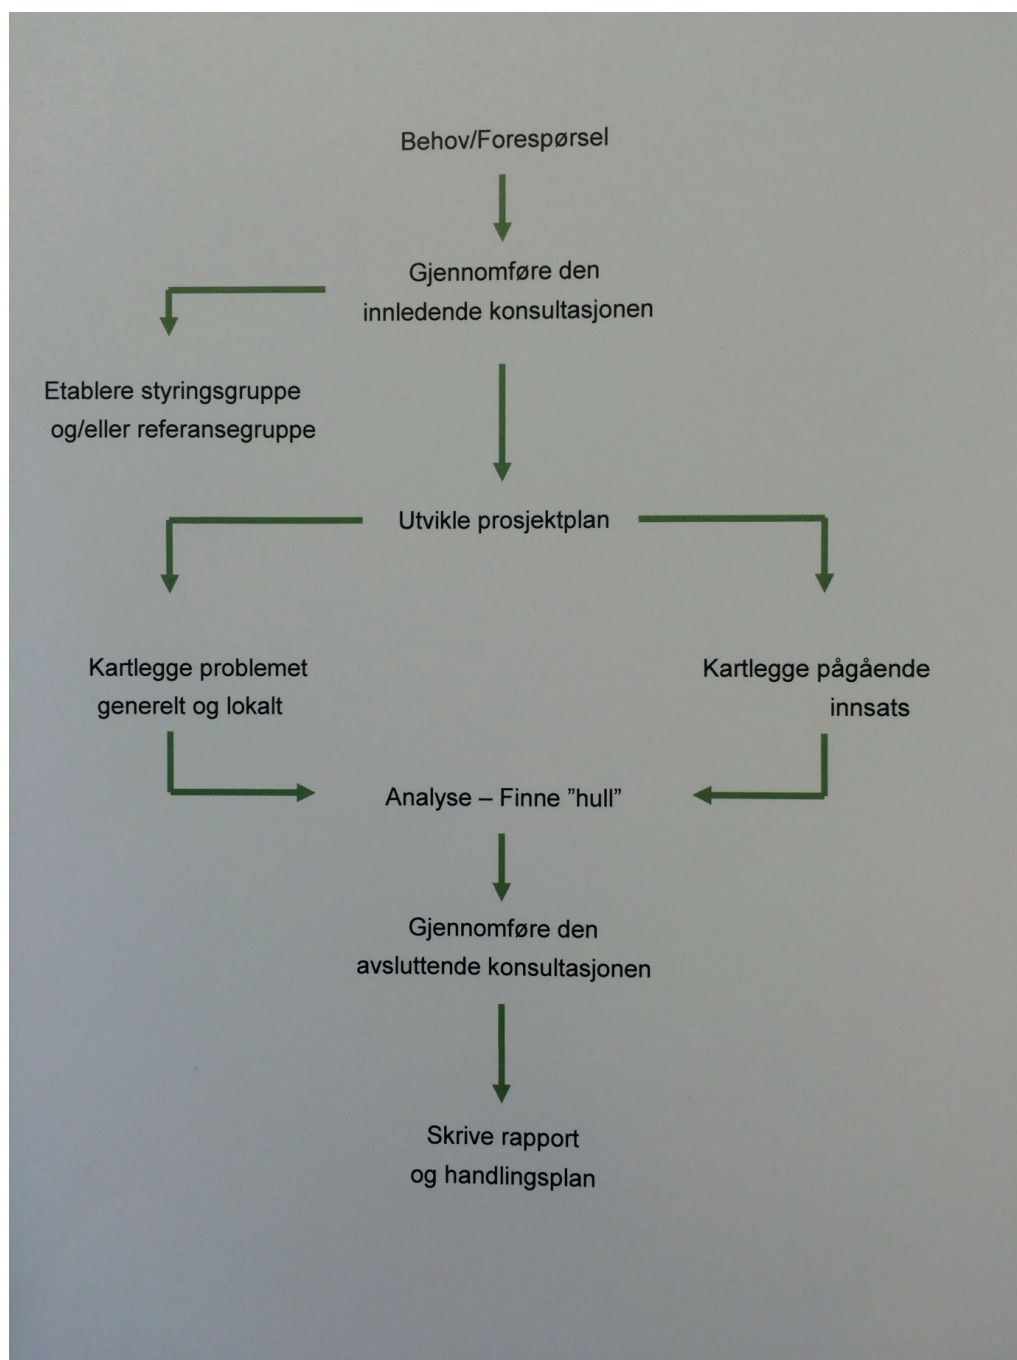 Behov/Forespørsel
Gjennomføre den
innledende konsultasjonen
Etablere styringsgruppe
og/eller referansegruppe
Utvikle prosjektplan
Kartlegge problemet
generelt og lokalt
Kartlegge pågående
innsats
Analyse – Finne ”hull”
Gjennomføre den
avsluttende konsultasjonen
Skrive rapport
og handlingsplan